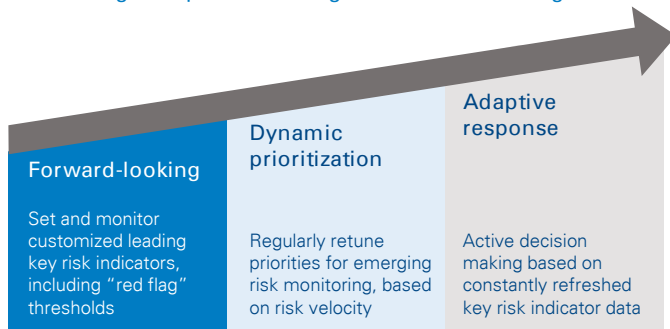 Forward-looking
Set and monitor
customized leading
key risk indicators,
including “red flag”
thresholds
Dynamic
prioritization
Regularly retune
priorities for emerging
risk monitoring, based
on risk velocity
Adaptive
response
Active decision
making based on
constantly refreshed
key risk indicator data